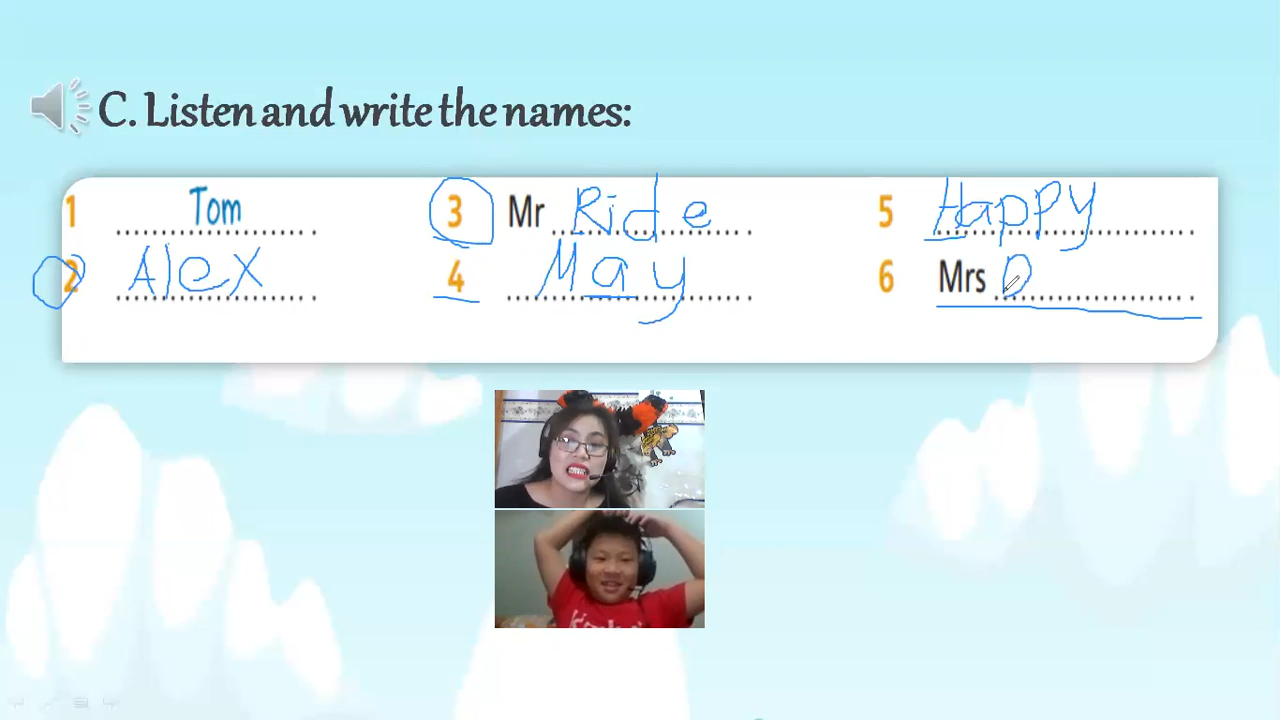 C. Listen and write the names:
1 Tom 3 Mr Ride 5 Happy
2 Alex 4 May 6 Mrs D